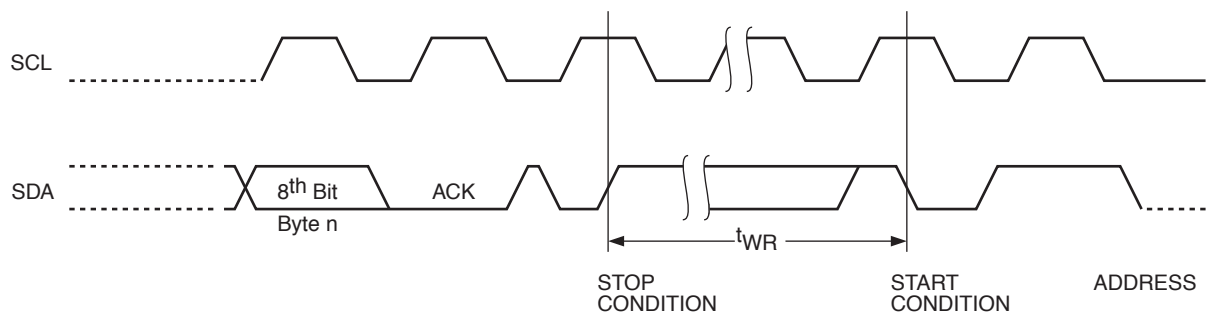 SCL
SDA
8th Bit
ACK
Byte n
tWR
STOP
CONDITION
START
CONDITION
ADDRESS